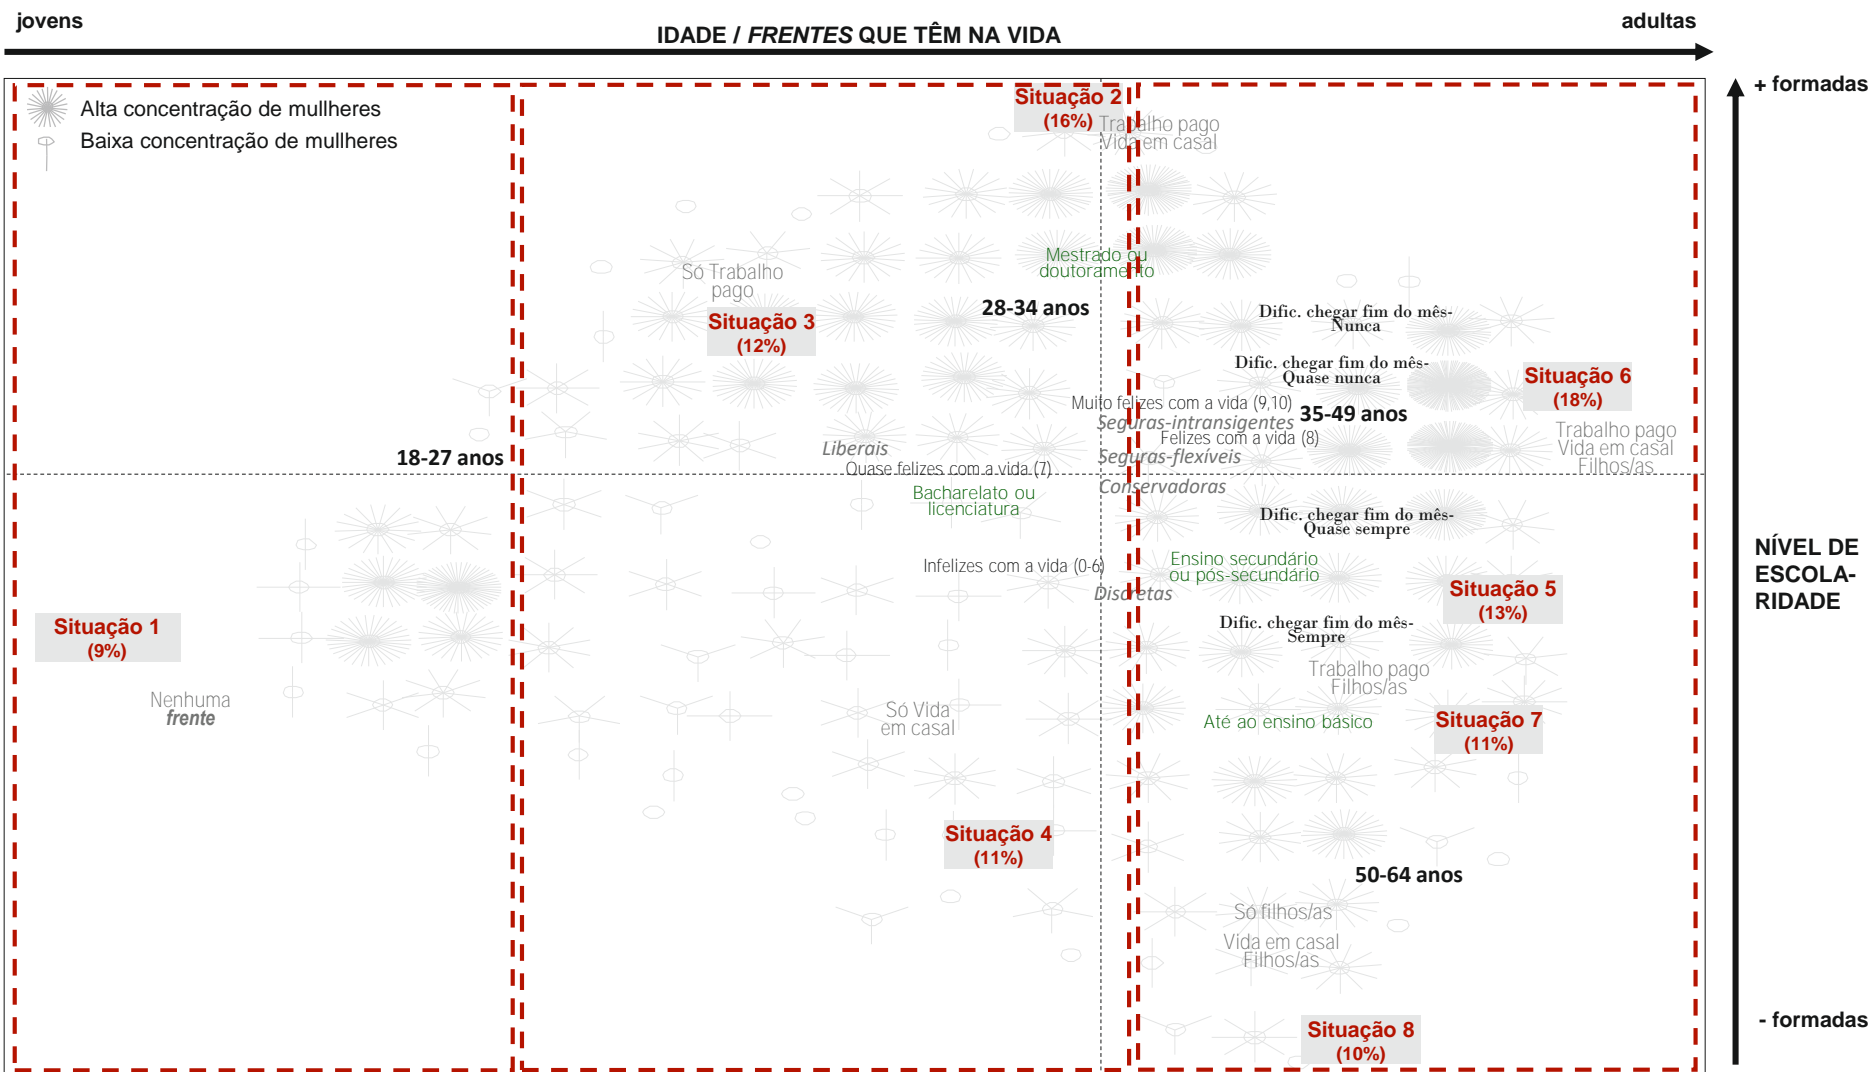 jovens
adultas
IDADE / FRENTES QUE TÊM NA VIDA
+ formadas
Alta concentração de mullheres
Baixa concentração de mullheres
Situação 2
(16%)
Trabalho pago
Vida em casal
Mestrado ou
doutoramento
Só Trabalho
pago
28-34 anos
Situação 3
(12%)
Dific. chegar fim do mês-
Nunca
Dific. chegar fim do mês-
Quase nunca
Situação 6
(18%)
Muito felizes com a vida (9,10)
35-49 anos
Seguras-intransigentes
Felizes com a vida (8)
Trabalho pago
Vida em casal
Filhos/as
Liberais
18-27 anos
Seguras-flexíveis
Quase felizes com a vida (7)
Conservadoras
Bacharelato ou
licenciatura
Dific. chegar fim do mês-
Quase sempre
NÍVEL DE
ESCOLA-
RIDADE
Infelizes com a vida (0-6)
Ensino secundário
ou pós-secundário
Discretas
Situação 5
(13%)
Situação 1
(9%)
Dific. chegar fim do mês-
Sempre
Trabalho pago
Filhos/as
Nenhuma
frente
Só Vida
em casal
Até ao ensino básico
Situação 7
(11%)
Situação 4
(11%)
50-64 anos
Só filhos/as
Vida em casal
Filhos/as
Situação 8
(10%)
- formadas